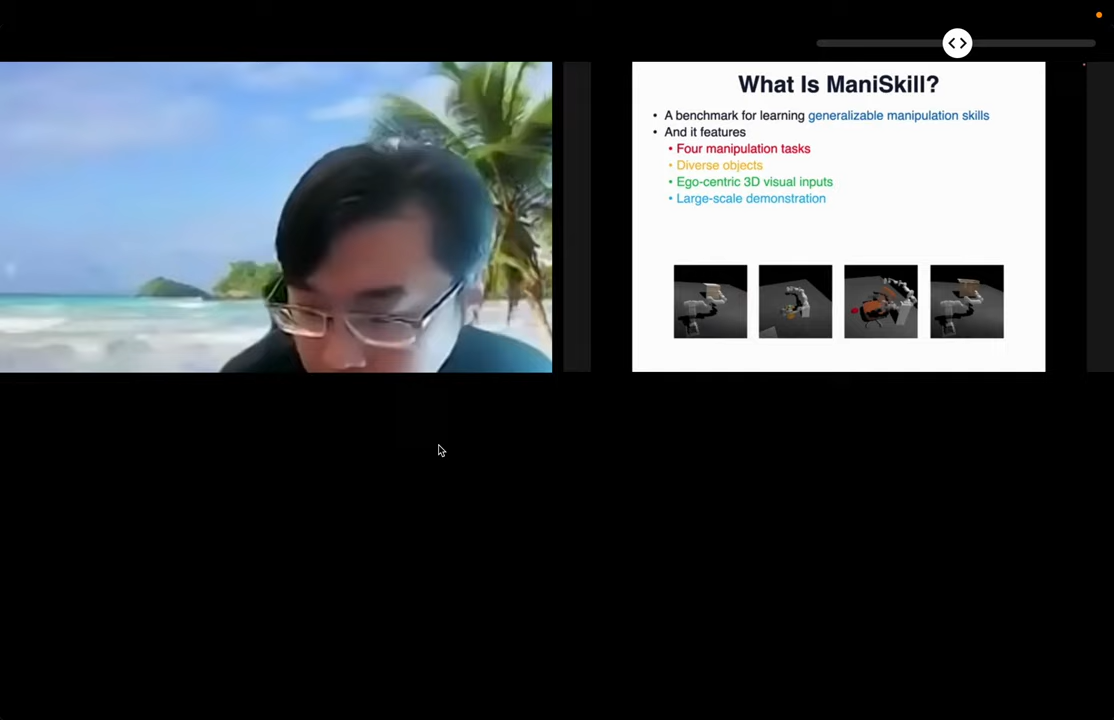 What Is ManiSkill?
• A benchmark for learning generalizable manipulation skills
• And it features
• Four manipulation tasks
• Diverse objects
• Ego-centric 3D visual inputs
• Large-scale demonstration